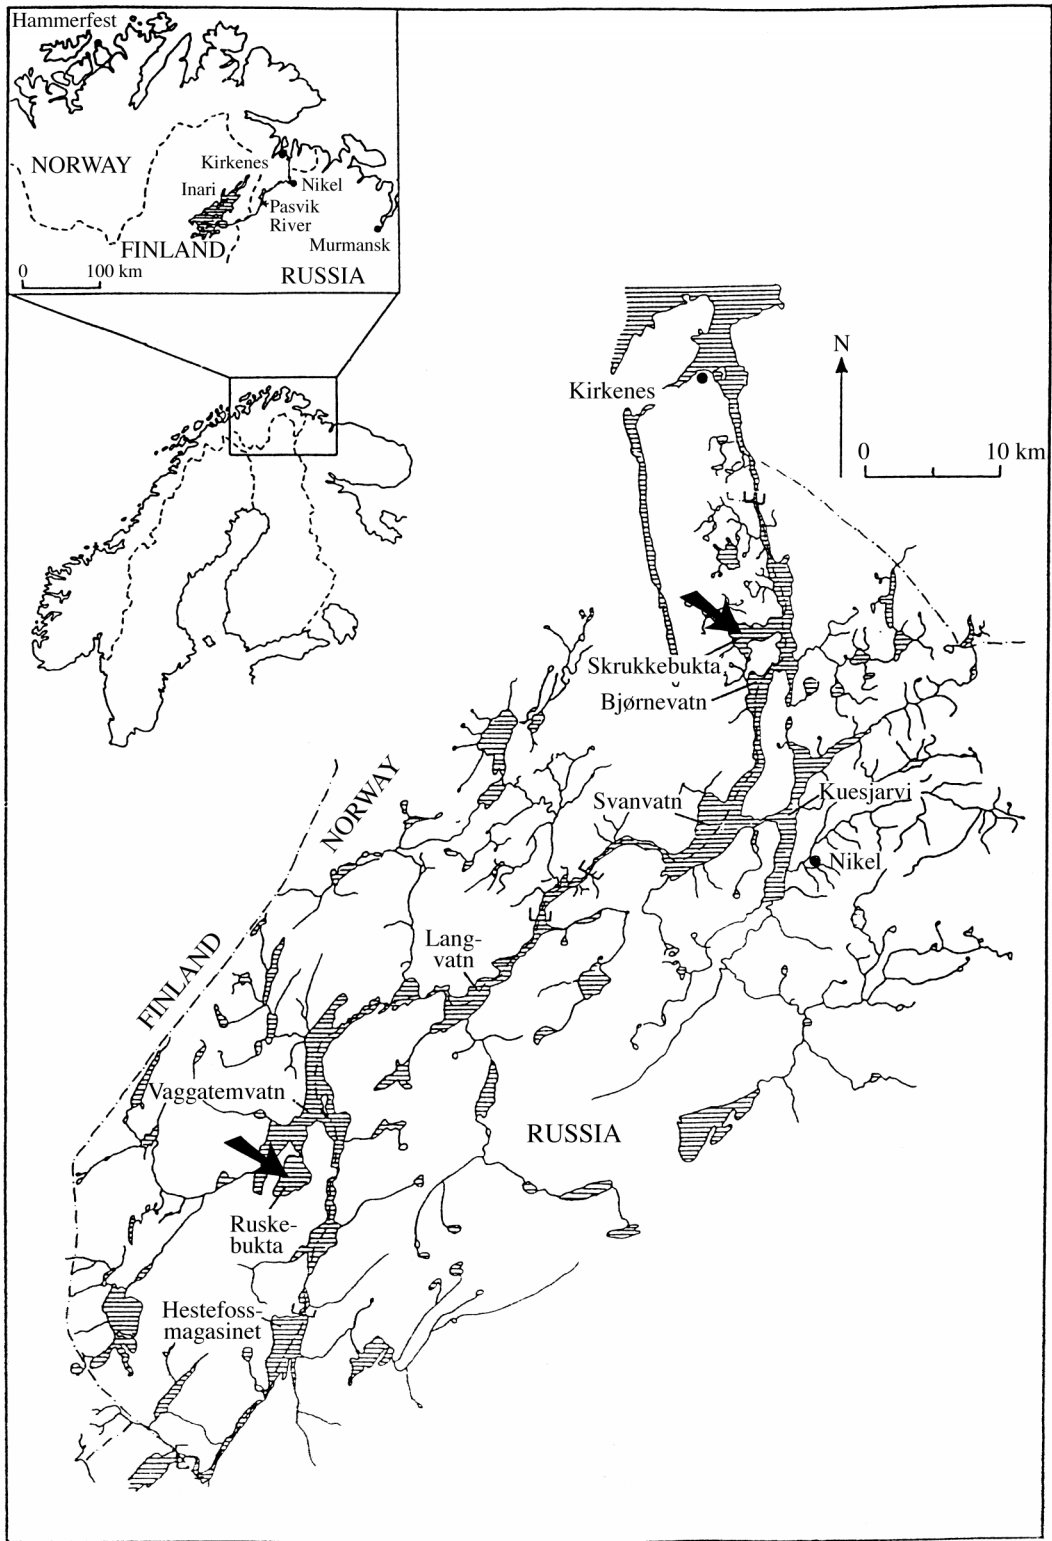 Hammerfest
NORWAY
Kirkenes
Inari
Nikel
Pasvik
River
FINLAND
Murmansk
0 100 km
RUSSIA
N
Kirkenes
0 10 km
Skrukkebukta
Bjørnevatn
NORWAY
Svanvatn
Kuesjarvi
Nikel
Lang-
vatn
FINLAND
Vaggatemvatn
RUSSIA
Ruske-
bukta
Hestefoss-
magasinet